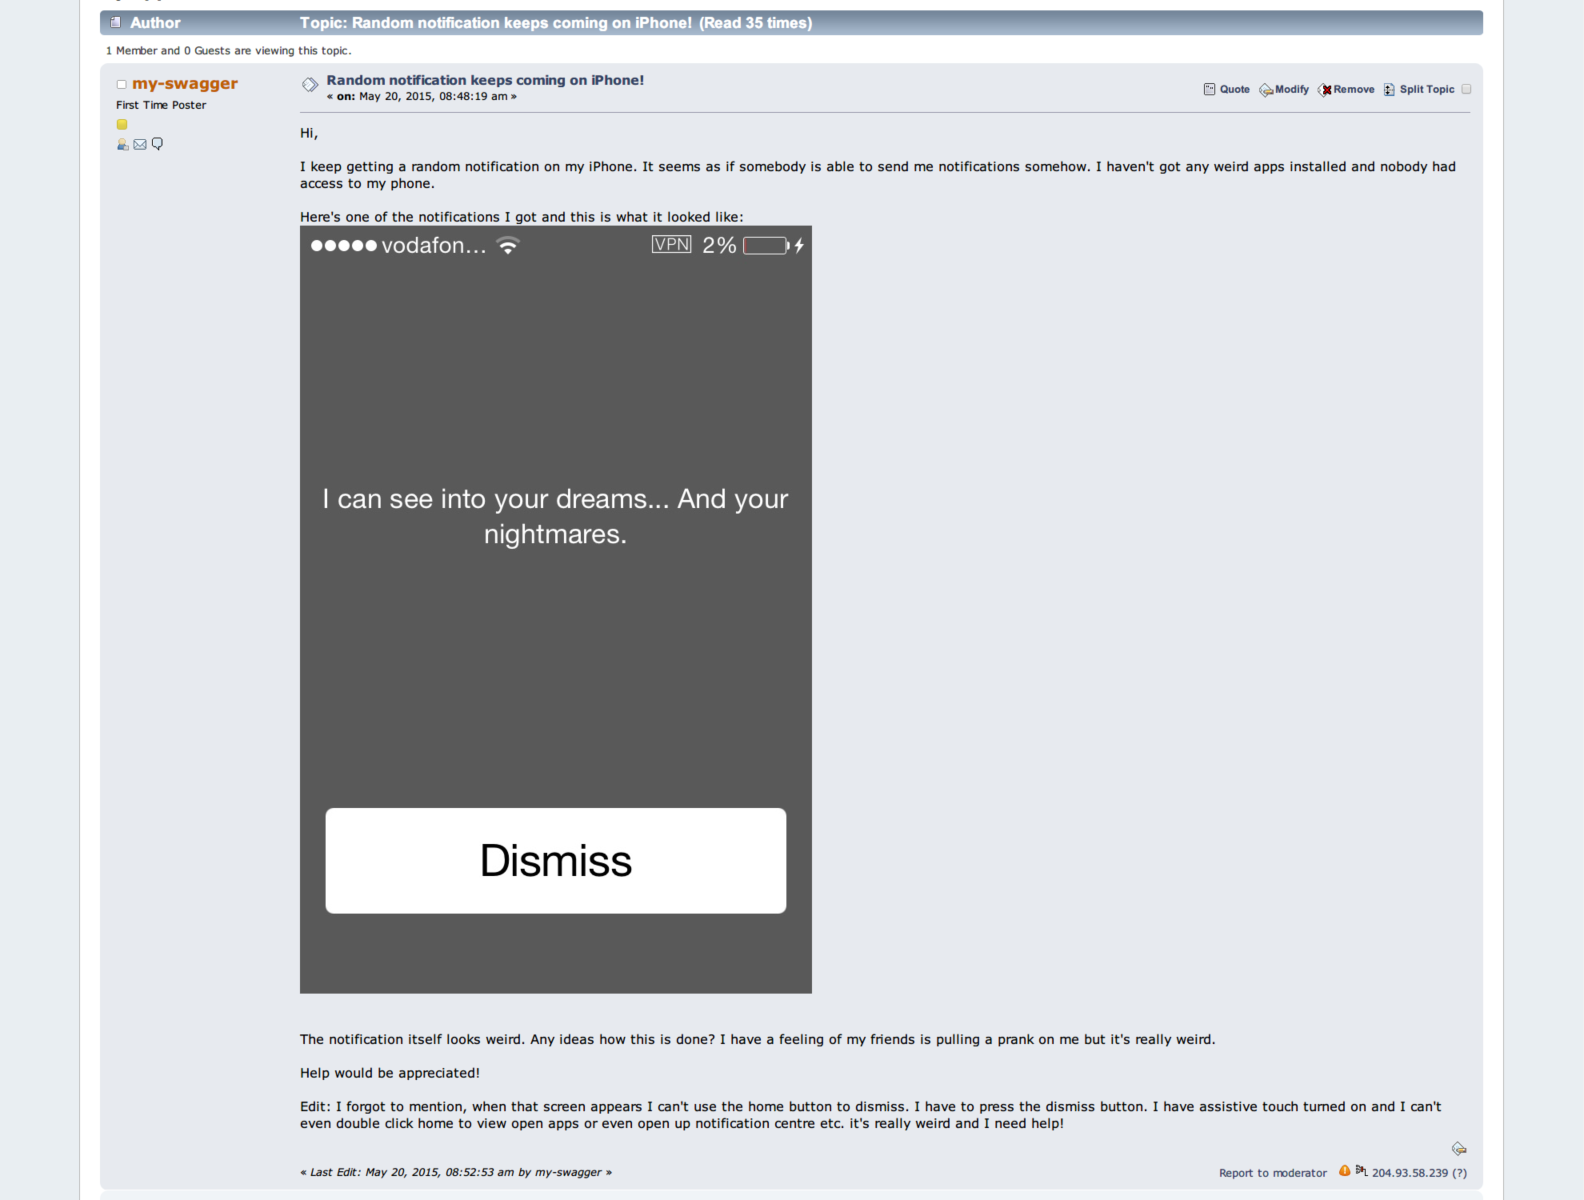 Author Topic: Random notification keeps coming on iPhone! (Read 35 times)
1 Member and 0 Guests are viewing this topic.
my-swagger
First Time Poster
Random notification keeps coming on iPhone!
« on: May 20, 2015, 08:48:19 am »
Quote Modify Remove Split Topic
Hi,
I keep getting a random notification on my iPhone. It seems as if somebody is able to send me notifications somehow. I haven't got any weird apps installed and nobody had
access to my phone.
Here's one of the notifications I got and this is what it looked like:
vodafon... VPN 2%
I can see into your dreams... And your
nightmares.
Dismiss
The notification itself looks weird. Any ideas how this is done? I have a feeling of my friends is pulling a prank on me but it's really weird.
Help would be appreciated!
Edit: I forgot to mention, when that screen appears I can't use the home button to dismiss. I have to press the dismiss button. I have assistive touch turned on and I can't
even double click home to view open apps or even open up notification centre etc. it's really weird and I need help!
« Last Edit: May 20, 2015, 08:52:53 am by my-swagger »
Report to moderator 204.93.58.239 (?)